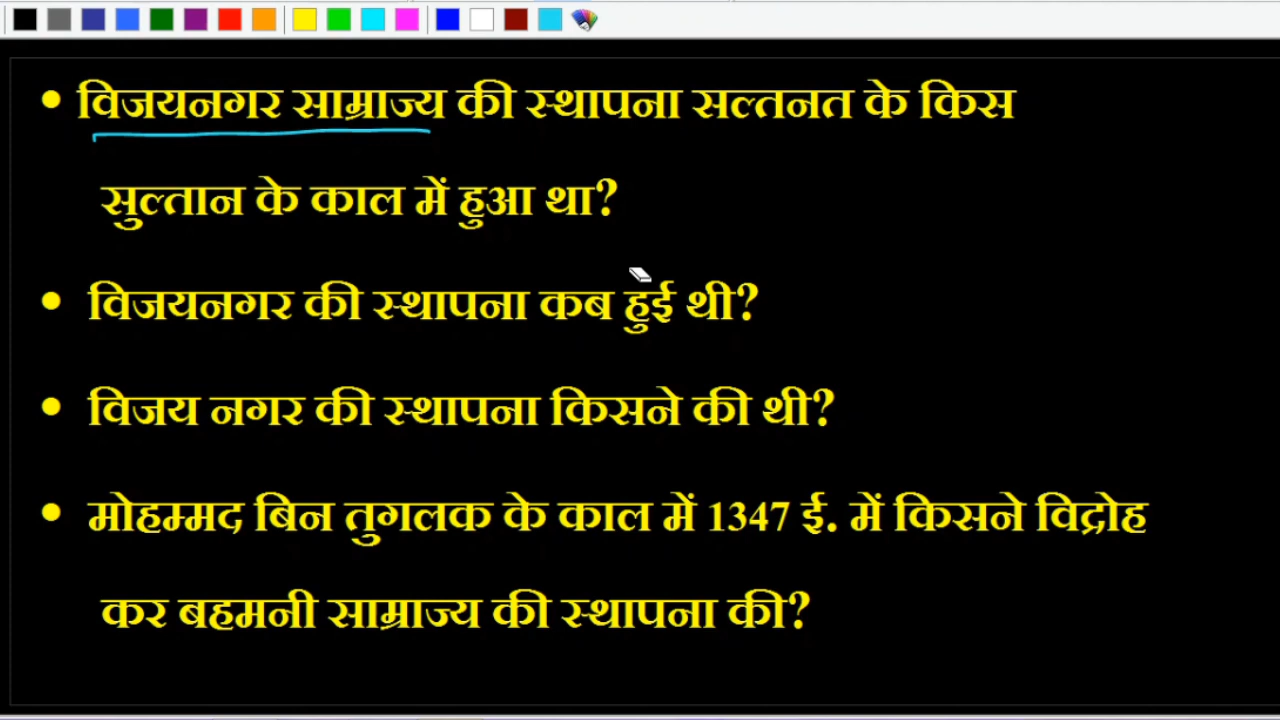 • विजयनगर साम्राज्य की स्थापना सल्तनत के किस
सुल्तान के काल में हुआ था?
• विजयनगर की स्थापना कब हुई थी?
• विजय नगर की स्थापना किसने की थी?
• मोहम्मद बिन तुगलक के काल में 1347 ई. में किसने विद्रोह
कर बहमनी साम्राज्य की स्थापना की?